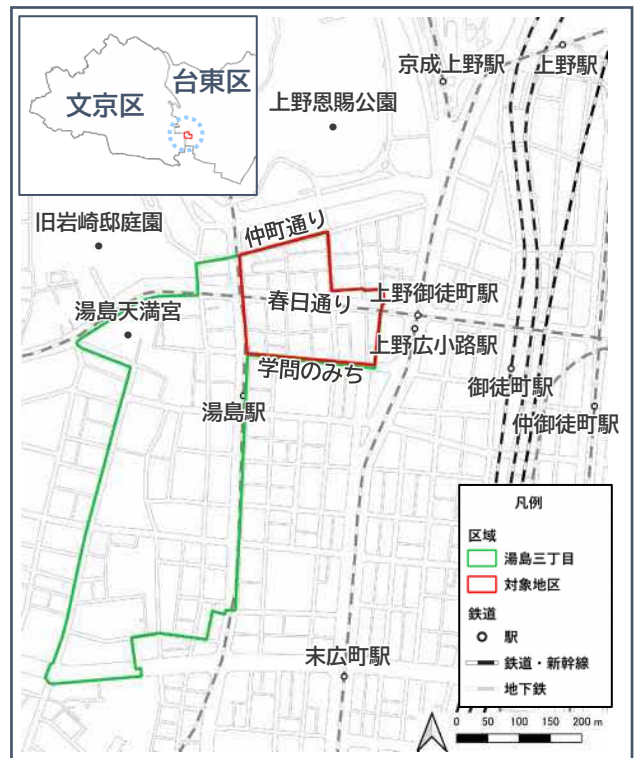 台東区
文京区
京成上野駅
上野駅
上野恩賜公園
旧岩崎邸庭園
仲町通り
春日通り
上野御徒町駅
湯島天満宮
上野広小路駅
学問のみち
御徒町駅
湯島駅
仲御徒町駅
末広町駅
凡例
区域
湯島三丁目
対象地区
鉄道
駅
鉄道・新幹線
地下鉄
0 50 100 150 200 m